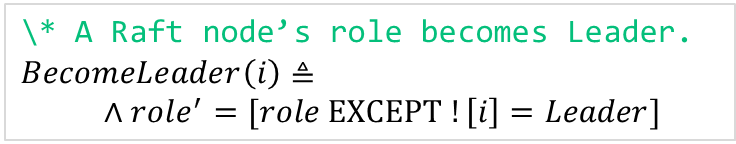 \* A Raft node’s role becomes Leader.
BecomeLeader(i) ≜
∧ role′ = [role EXCEPT ! [i] = Leader]